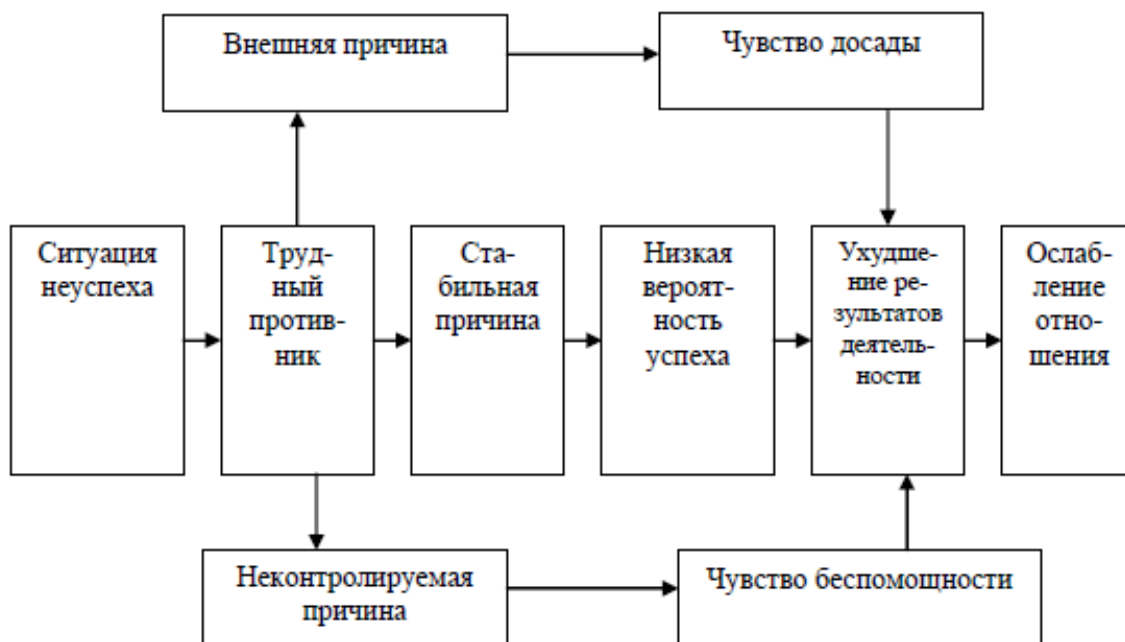 Внешняя причина
Чувство досады
Ситуация
неуспеха
Труд-
ный
против-
ник
Ста-
бильная
причина
Низкая
вероят-
ность
успеха
Ухудше-
ние ре-
зультатов
деятель-
ности
Ослаб-
ление
отно-
шения
Неконтролируемая
причина
Чувство беспомощности